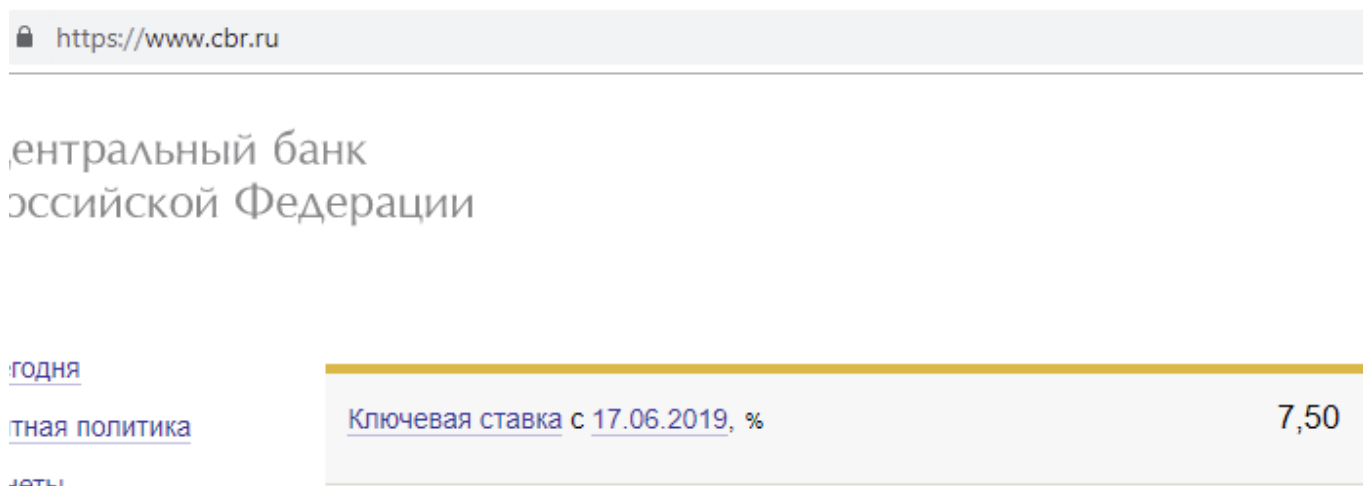 https://www.cbr.ru
ентральный банк
оссийской Федерации
егодня
Ключевая ставка с 17.06.2019, % 7,50
тная политика